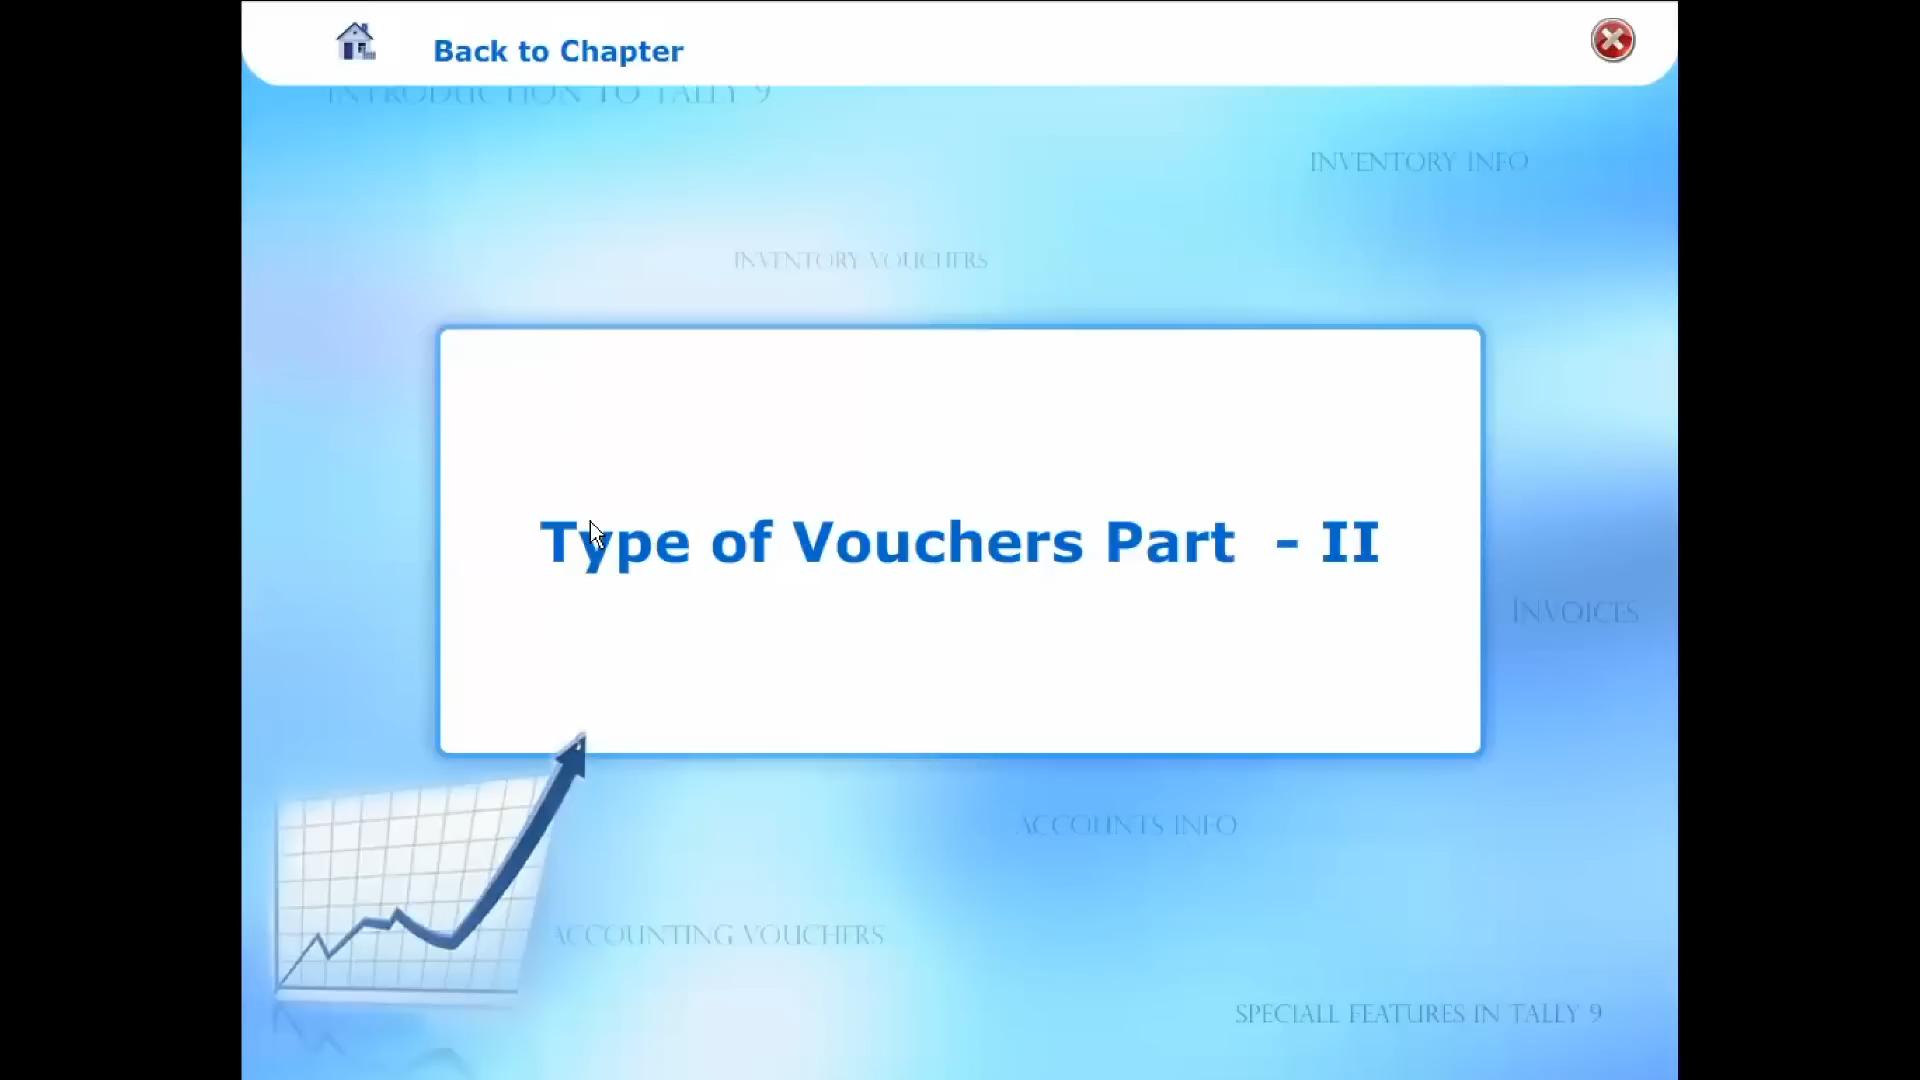 Back to Chapter
INTRODUCTION TO TALLY 9
INVENTORY INFO
INVENTORY VOUCHERS
Type of Vouchers Part - II
INVOICES
ACCOUNTS INFO
ACCOUNTING VOUCHERS
SPECIALL FEATURES IN TALLY 9